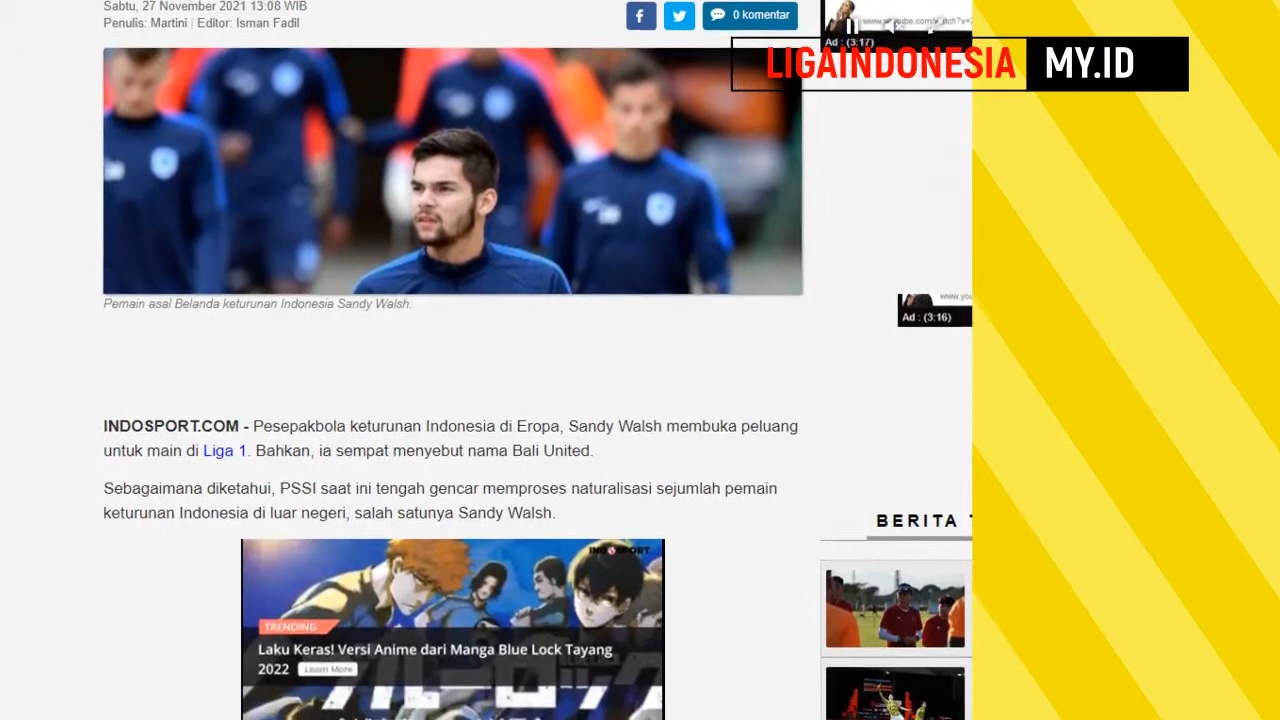 Sabtu, 27 November 2021 13:08 WIB
Penulis: Martini | Editor: Isman Fadil
0 komentar
Ad : (3:17)
LIGAINDONESIA MY.ID
Pemain asal Belanda keturunan Indonesia Sandy Walsh.
Ad : (3:16)
INDOSPORT.COM - Pesepakbola keturunan Indonesia di Eropa, Sandy Walsh membuka peluang
untuk main di Liga 1. Bahkan, ia sempat menyebut nama Bali United.
Sebagaimana diketahui, PSSI saat ini tengah gencar memproses naturalisasi sejumlah pemain
keturunan Indonesia di luar negeri, salah satunya Sandy Walsh.
BERITA
INDOSPORT
TRENDING
Laku Keras! Versi Anime dari Manga Blue Lock Tayang
2022 Learn More